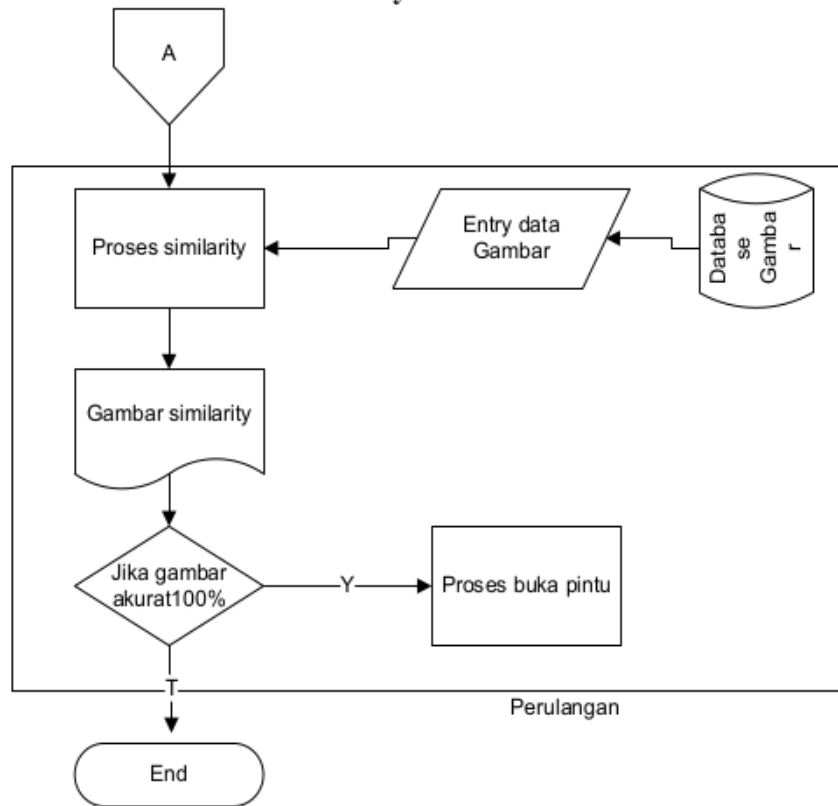 y
A
Proses similarity
Entry data
Gambar
Databa
se
Gamba
r
Gambar similarity
Jika gambar
akurat100%
Y
Proses buka pintu
T
Perulangan
End